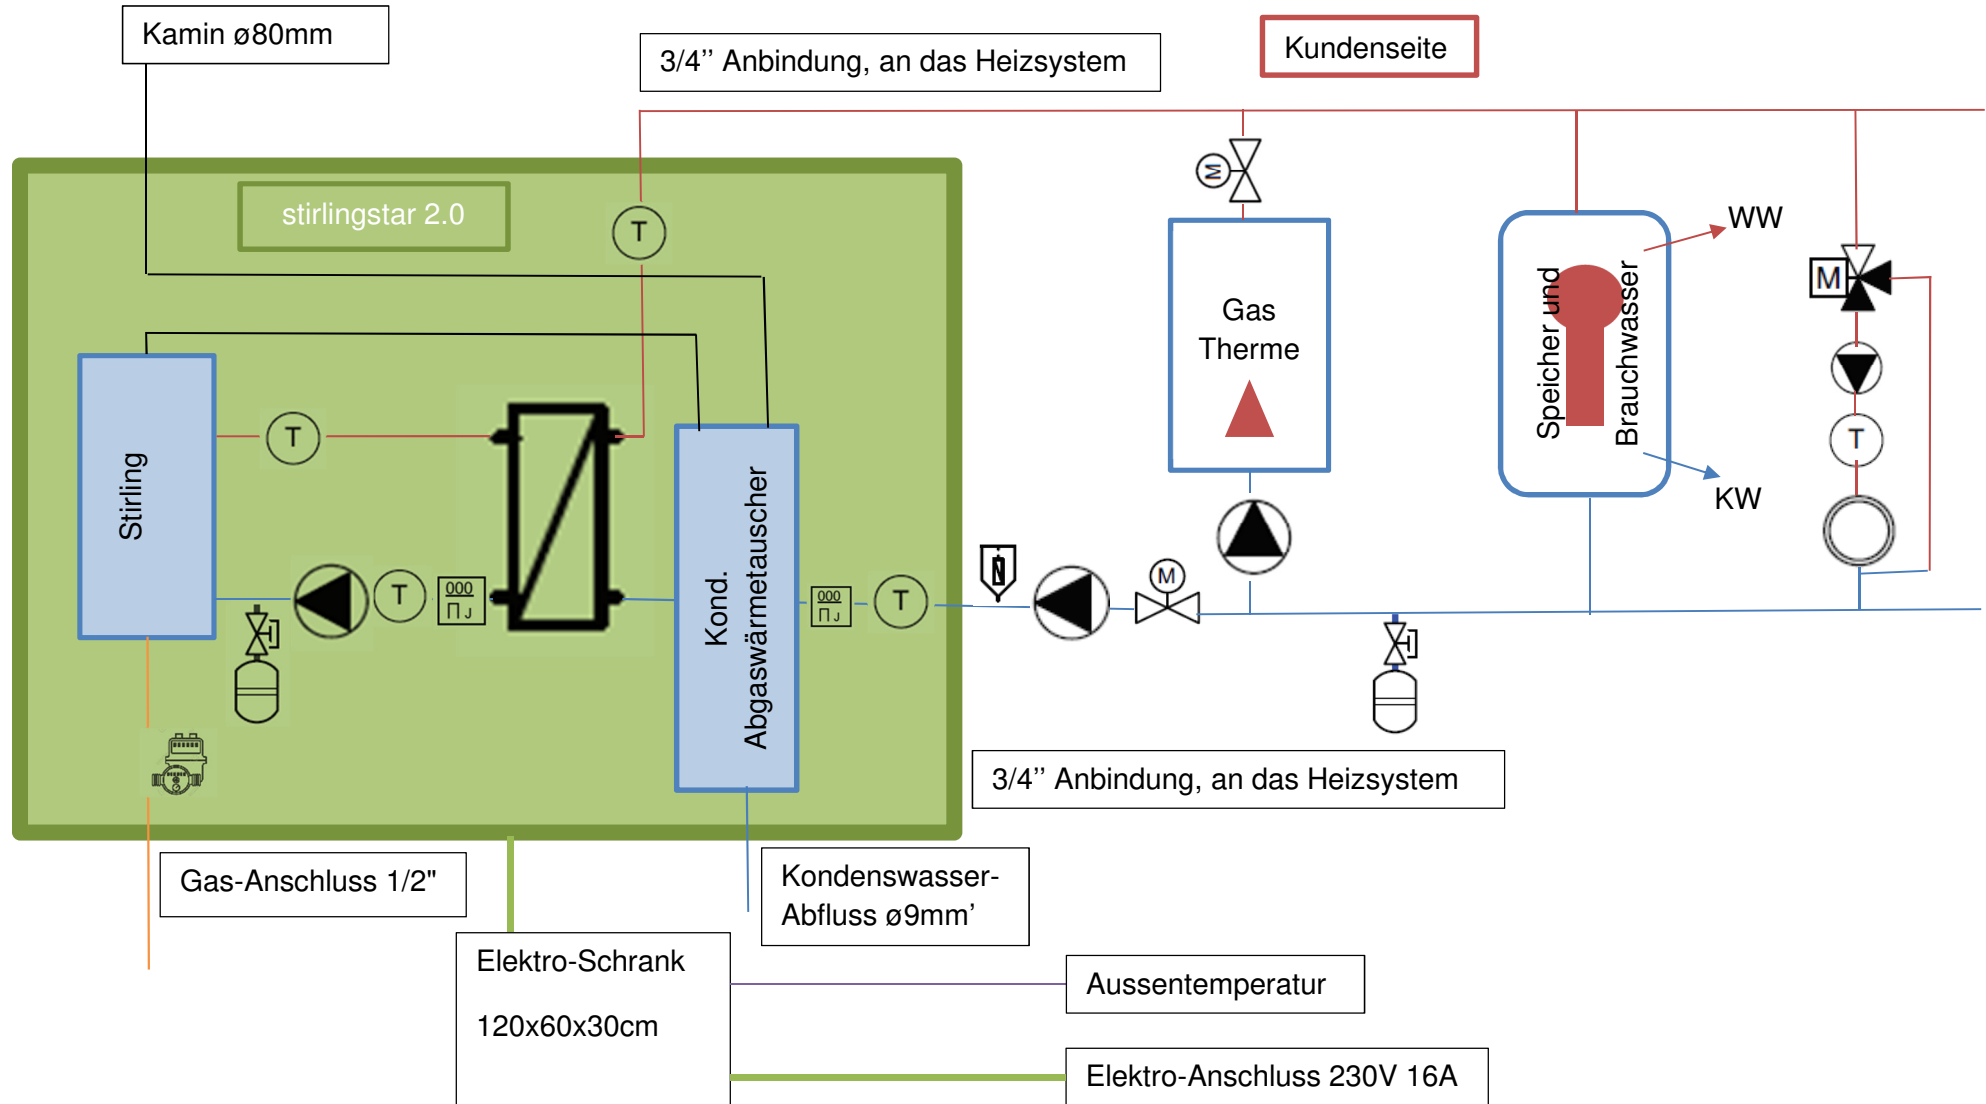 Kamin ø80mm
3/4’’ Anbindung, an das Heizsystem
Kundenseite
stirlingstar 2.0
T
M
WW
Gas
Therme
Speicher und
Brauchwasser
M
T
KW
Stirling
T
T
000
Kond.
Abgaswärmetauscher
000
T
M
3/4’’ Anbindung, an das Heizsystem
Gas-Anschluss 1/2"
Kondenswasser-
Abfluss ø9mm’
Elektro-Schrank
120x60x30cm
Aussentemperatur
Elektro-Anschluss 230V 16A